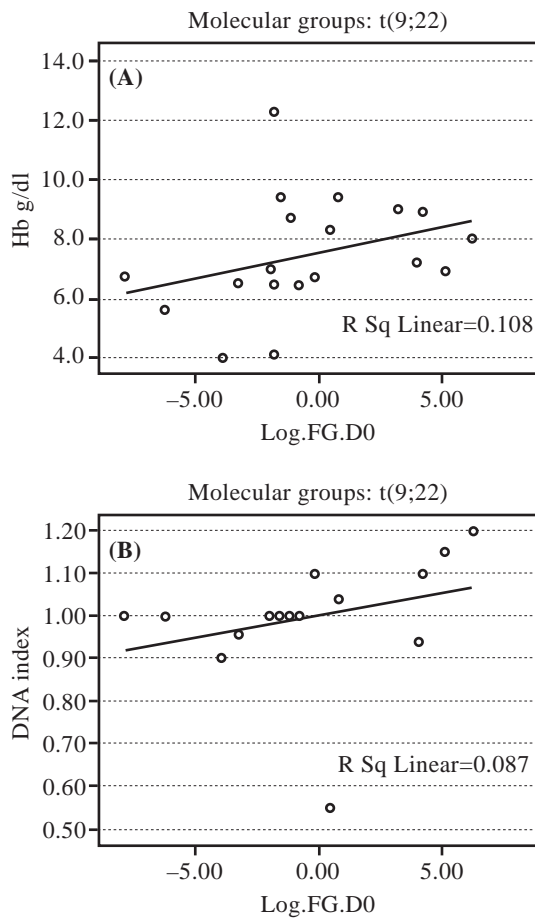 Molecular groups: t(9;22)
(A)
Hb g/dl
14.0
12.0
10.0
8.0
6.0
4.0
R Sq Linear=0.108
–5.00 0.00 5.00
Log.FG.D0
Molecular groups: t(9;22)
(B)
DNA index
1.20
1.10
1.00
0.90
0.80
0.70
0.60
0.50
R Sq Linear=0.087
–5.00 0.00 5.00
Log.FG.D0